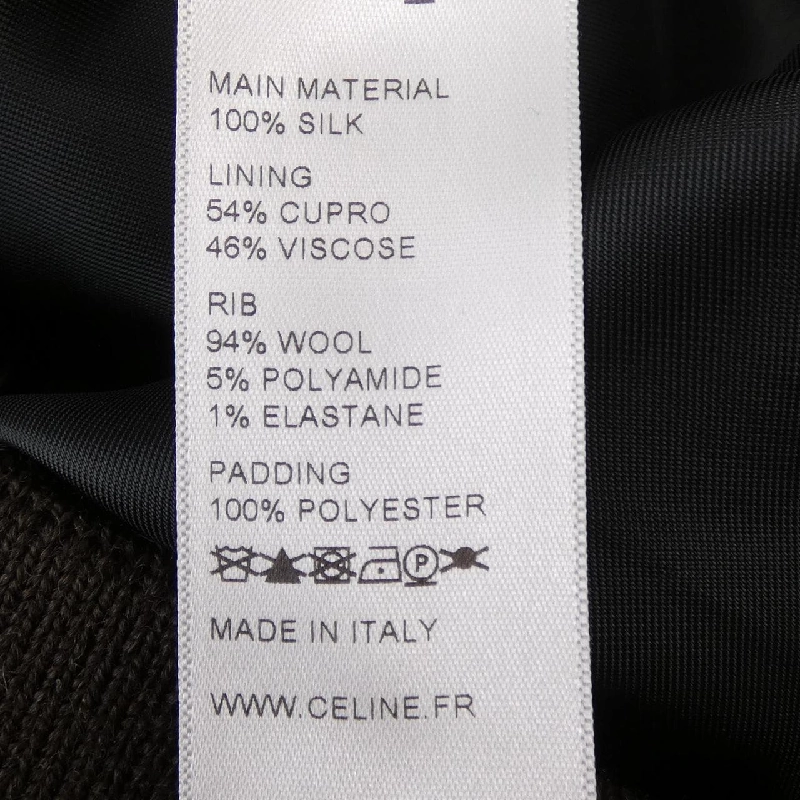 MAIN MATERIAL
100% SILK
LINING
54% CUPRO
46% VISCOSE
RIB
94% WOOL
5% POLYAMIDE
1% ELASTANE
PADDING
100% POLYESTER
P
MADE IN ITALY
WWW.CELINE.FR